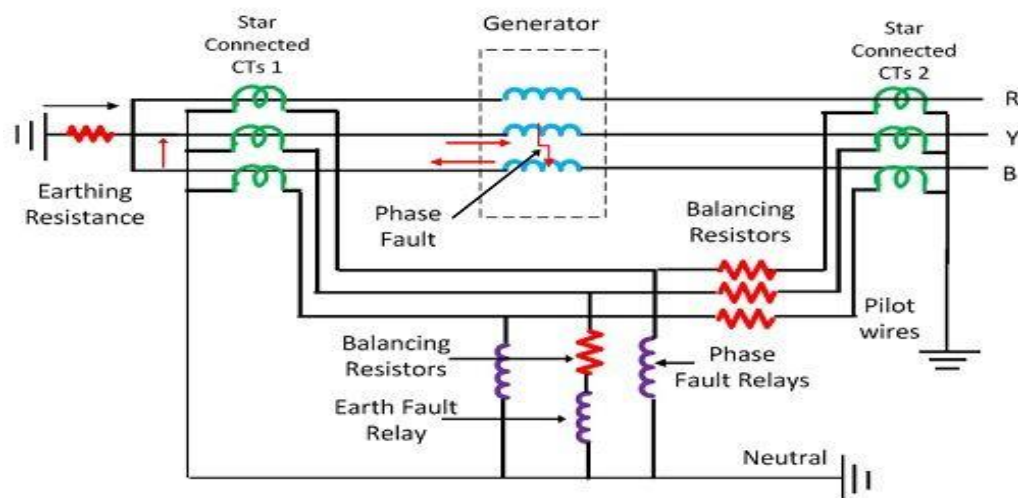 Star
Connected
CTs 1
Generator
Star
Connected
CTs 2
R
Y
B
Earthing
Resistance
Phase
Fault
Balancing
Resistors
Pilot
wires
Balancing
Resistors
Phase
Fault Relays
Earth Fault
Relay
Neutral